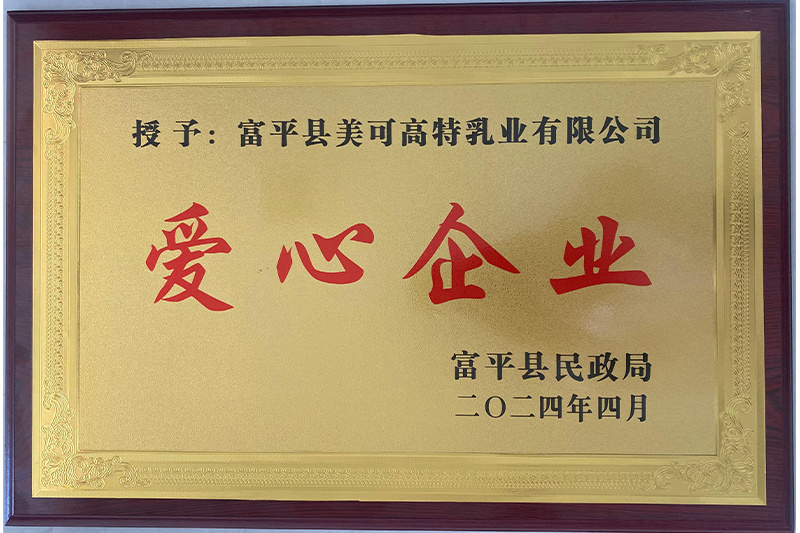 授予：富平县美可高特乳业有限公司
爱心企业
富平县民政局
二〇二四年四月